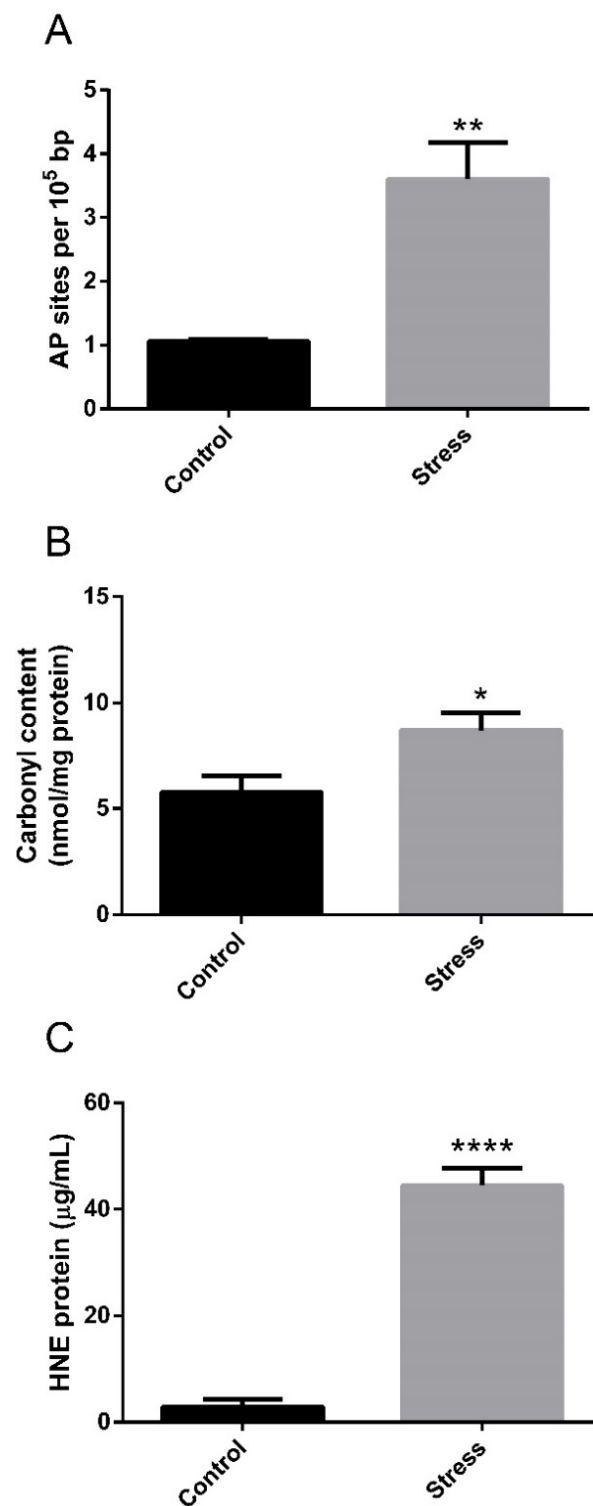 A
AP sites per 10⁵ bp
5
4
3
2
1
0
**
Control
Stress
B
Carbonyl content
(nmol/mg protein)
15
10
5
0
*
Control
Stress
C
HNE protein (μg/mL)
60
40
20
0
****
Control
Stress